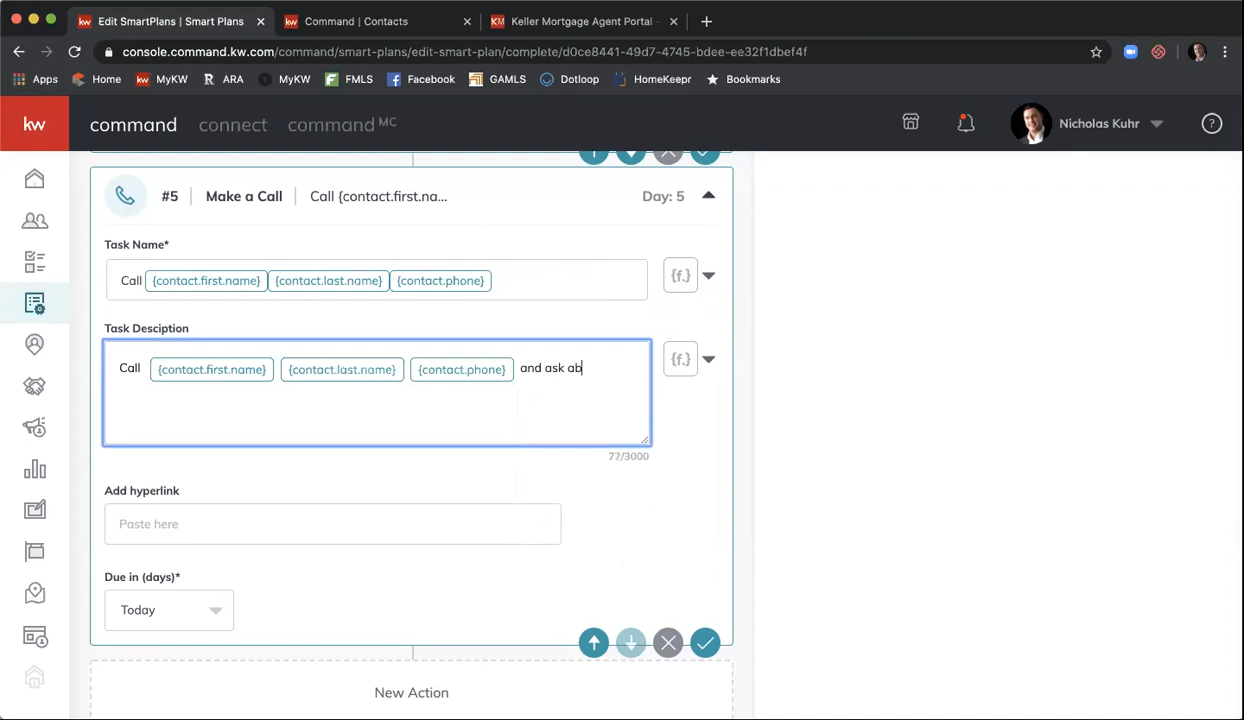 Edit SmartPlans | Smart Plans
Command | Contacts
Keller Mortgage Agent Portal -
console.command.kw.com/command/smart-plans/edit-smart-plan/complete/d0ce8441-49d7-4745-bdee-ee32f1dbef4f
Apps Home MyKW ARA MyKW FMLS Facebook GAMLS Dotloop HomeKeepr Bookmarks
kw command connect command MC Nicholas Kuhr
#5 Make a Call Call {contact.first.na... Day: 5
Task Name*
Call {contact.first.name} {contact.last.name} {contact.phone} {f.}
Task Desciption
Call {contact.first.name} {contact.last.name} {contact.phone} and ask ab {f.}
77/3000
Add hyperlink
Paste here
Due in (days)*
Today
New Action